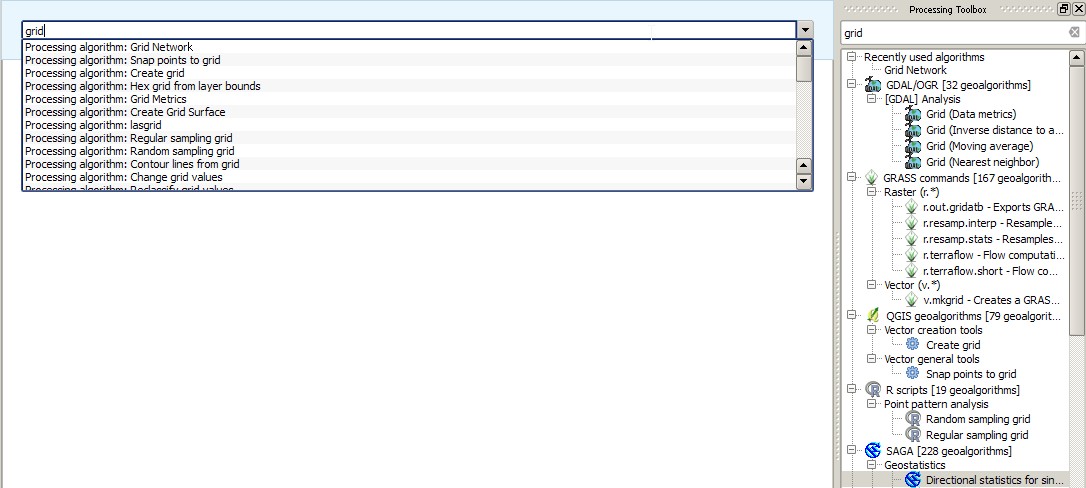 grid
Processing algorithm: Grid Network
Processing algorithm: Snap points to grid
Processing algorithm: Create grid
Processing algorithm: Hex grid from layer bounds
Processing algorithm: Grid Metrics
Processing algorithm: Create Grid Surface
Processing algorithm: lasgrid
Processing algorithm: Regular sampling grid
Processing algorithm: Random sampling grid
Processing algorithm: Contour lines from grid
Processing algorithm: Change grid values
Processing algorithm: Reclassify grid values
Processing Toolbox
grid
Recently used algorithms
Grid Network
GDAL/OGR [32 geoalgorithms]
[GDAL] Analysis
Grid (Data metrics)
Grid (Inverse distance to a...
Grid (Moving average)
Grid (Nearest neighbor)
GRASS commands [167 geoalgorith...
Raster (r.*)
r.out.gridatb - Exports GRA...
r.resamp.interp - Resample...
r.resamp.stats - Resamples...
r.terraflow - Flow computati...
r.terraflow.short - Flow co...
Vector (v.*)
v.mkgrid - Creates a GRAS...
QGIS geoalgorithms [79 geoalgorit...
Vector creation tools
Create grid
Vector general tools
Snap points to grid
R scripts [19 geoalgorithms]
Point pattern analysis
Random sampling grid
Regular sampling grid
SAGA [228 geoalgorithms]
Geostatistics
Directional statistics for sin...